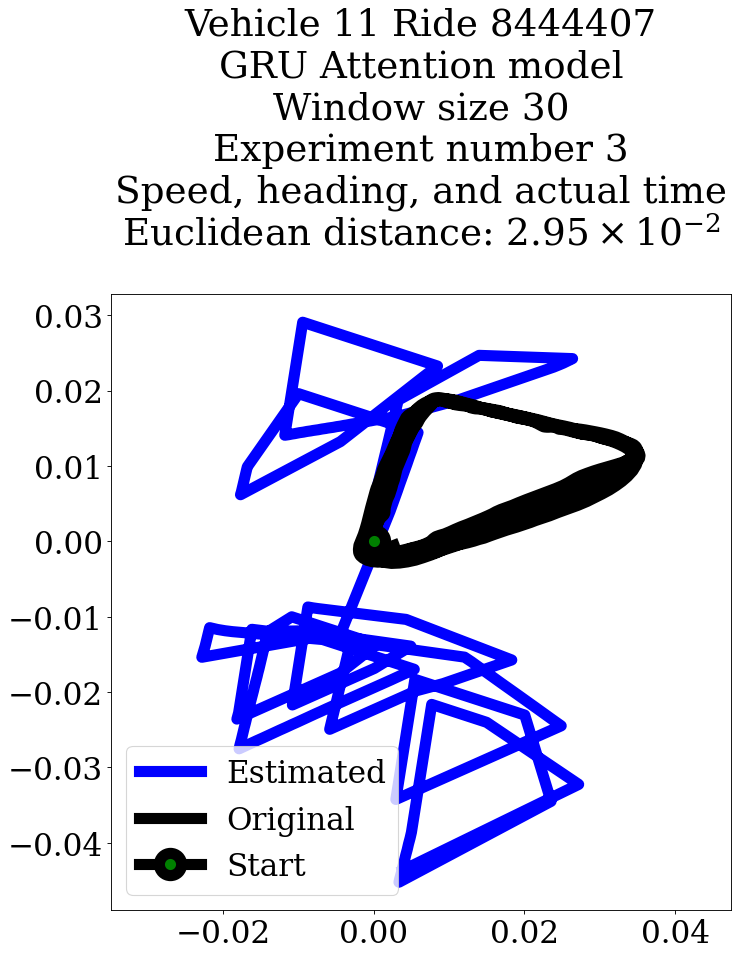 Vehicle 11 Ride 8444407
GRU Attention model
Window size 30
Experiment number 3
Speed, heading, and actual time
Euclidean distance: 2.95 × 10⁻²
0.03
0.02
0.01
0.00
−0.01
−0.02
−0.03
−0.04
Estimated
Original
Start
−0.02 0.00 0.02 0.04